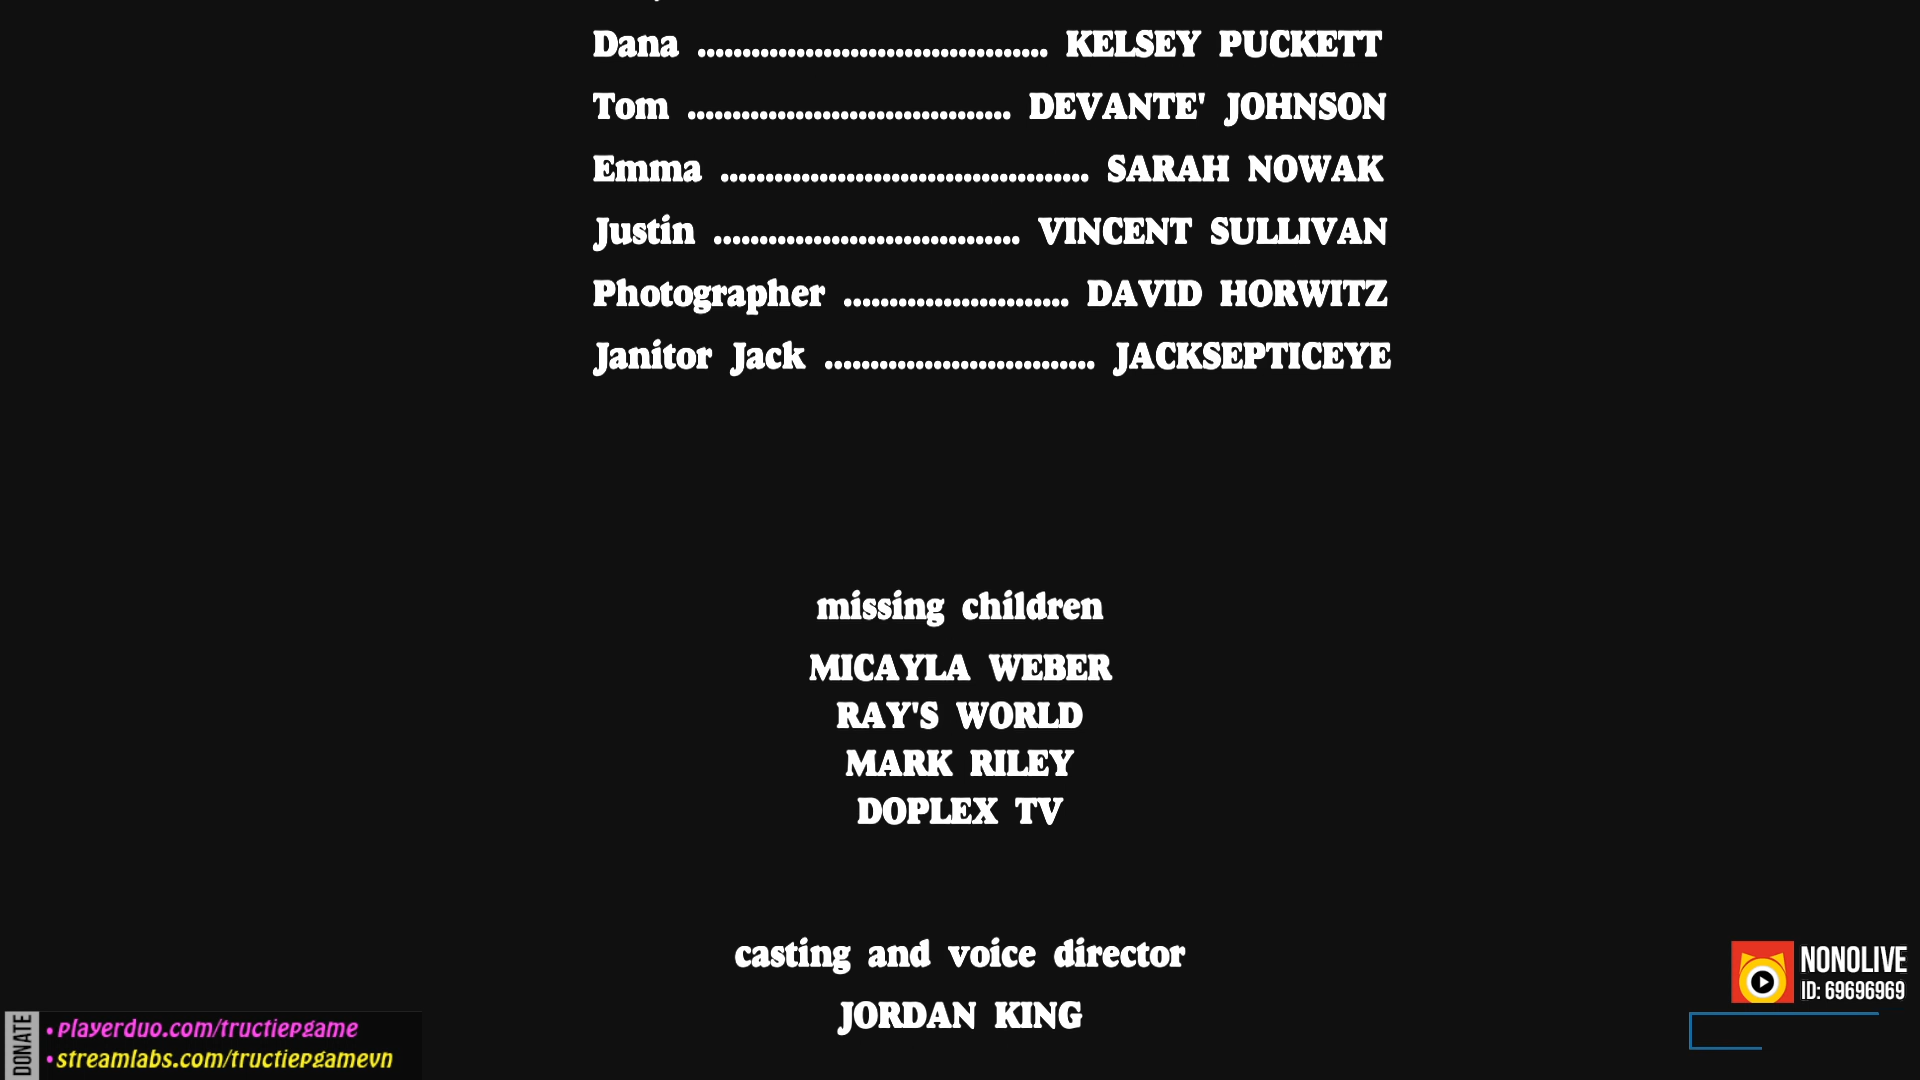 Dana ....................................... KELSEY PUCKETT
Tom .................................... DEVANTE' JOHNSON
Emma ......................................... SARAH NOWAK
Justin .................................. VINCENT SULLIVAN
Photographer ......................... DAVID HORWITZ
Janitor Jack .............................. JACKSEPTICEYE
missing children
MICAYLA WEBER
RAY'S WORLD
MARK RILEY
DOPLEX TV
casting and voice director
JORDAN KING
NONOLIVE
ID: 69696969
DONATE
• playerduo.com/tructiepgame
• streamlabs.com/tructiepgamevn